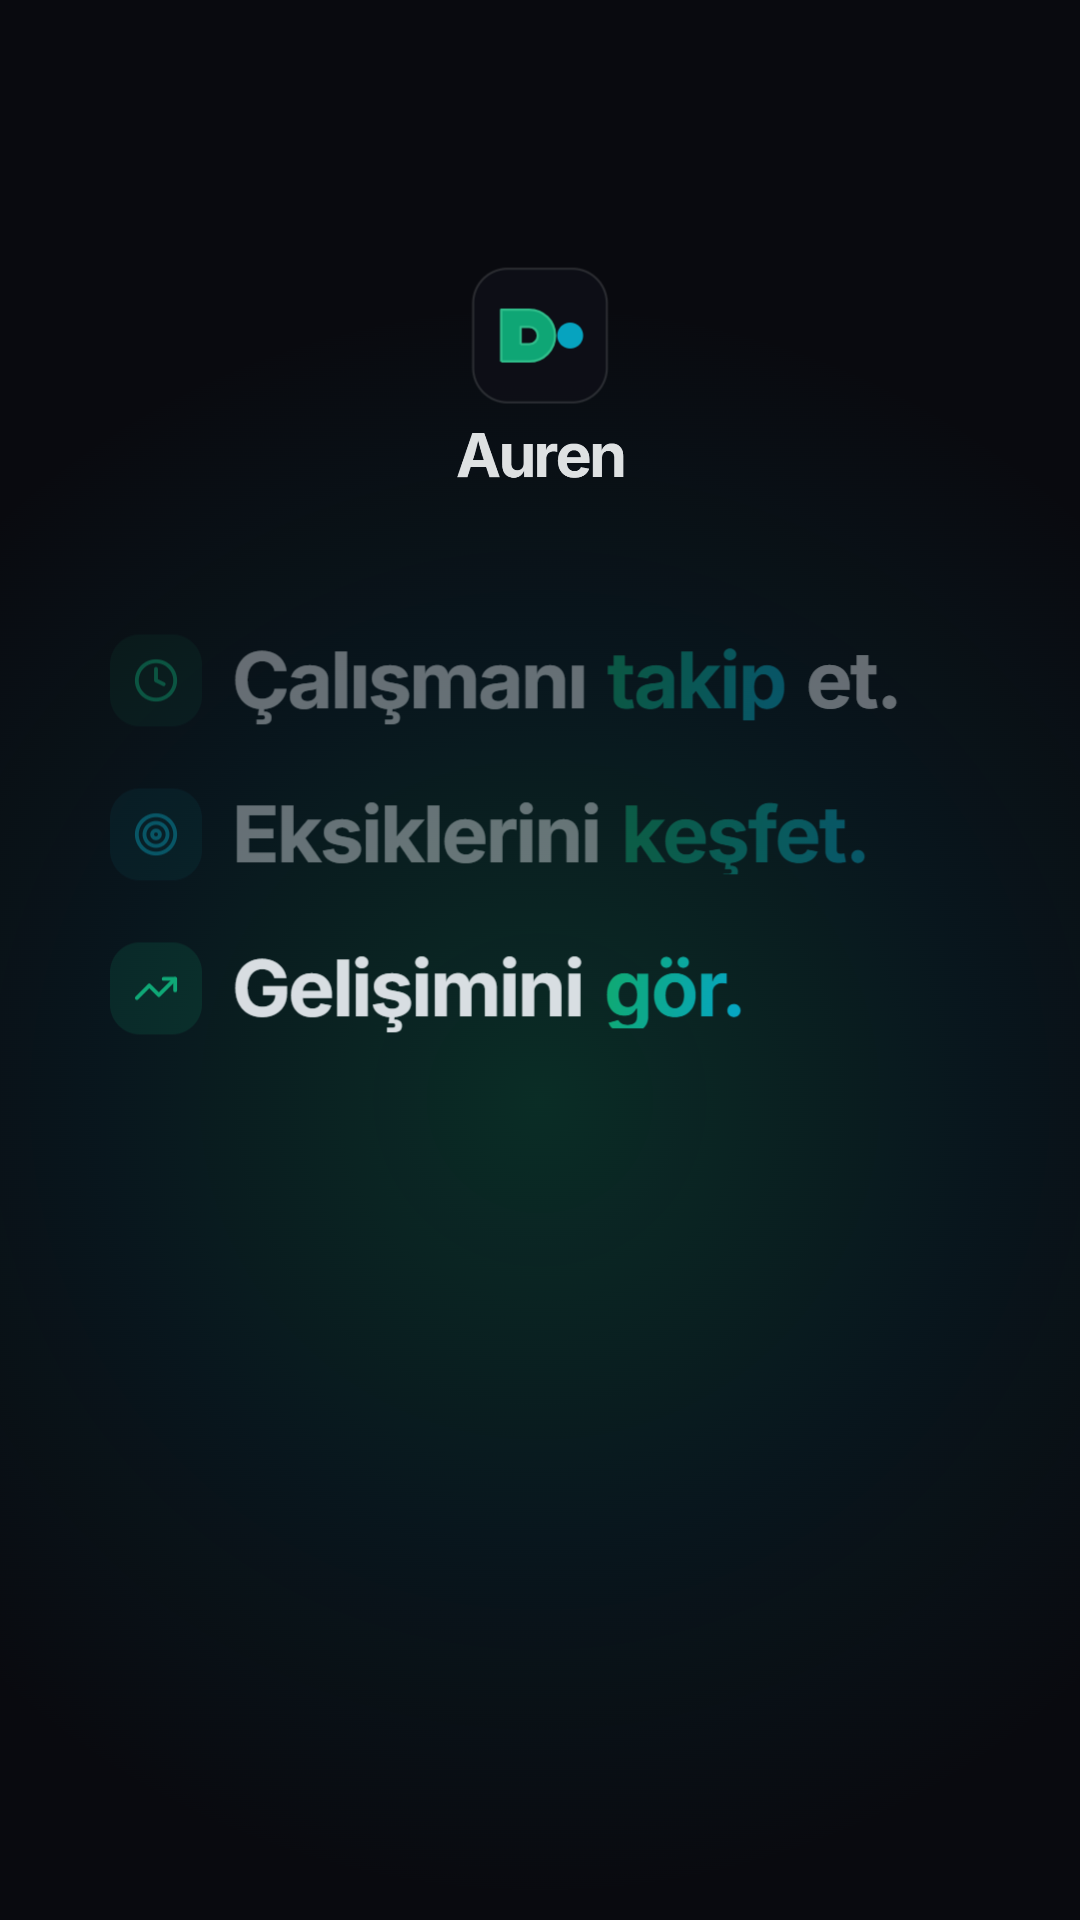 D
Auren
Çalışmanı takip et.
Eksiklerini keşfet.
Gelişimini gör.